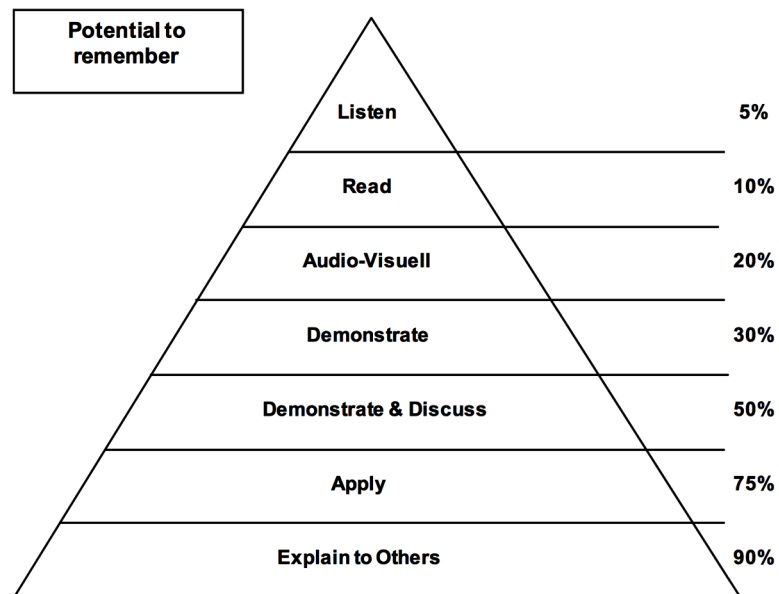 Potential to
remember
Listen 5%
Read 10%
Audio-Visuell 20%
Demonstrate 30%
Demonstrate & Discuss 50%
Apply 75%
Explain to Others 90%